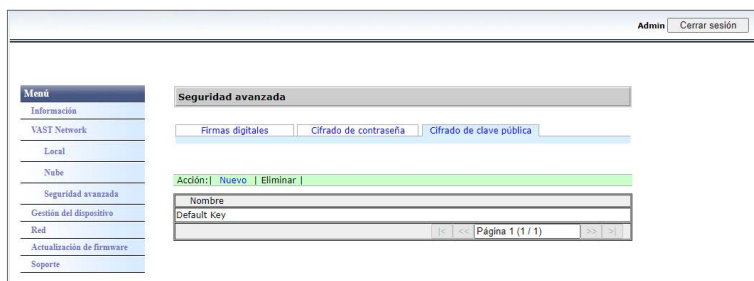 Admin Cerrar sesión
Menú
Información
VAST Network
Local
Nube
Seguridad avanzada
Gestión del dispositivo
Red
Actualización de firmware
Soporte
Seguridad avanzada
Firmas digitales Cifrado de contraseña Cifrado de clave pública
Acción:| Nuevo | Eliminar |
Nombre
Default Key
|< << Página 1 (1 / 1) >> >|